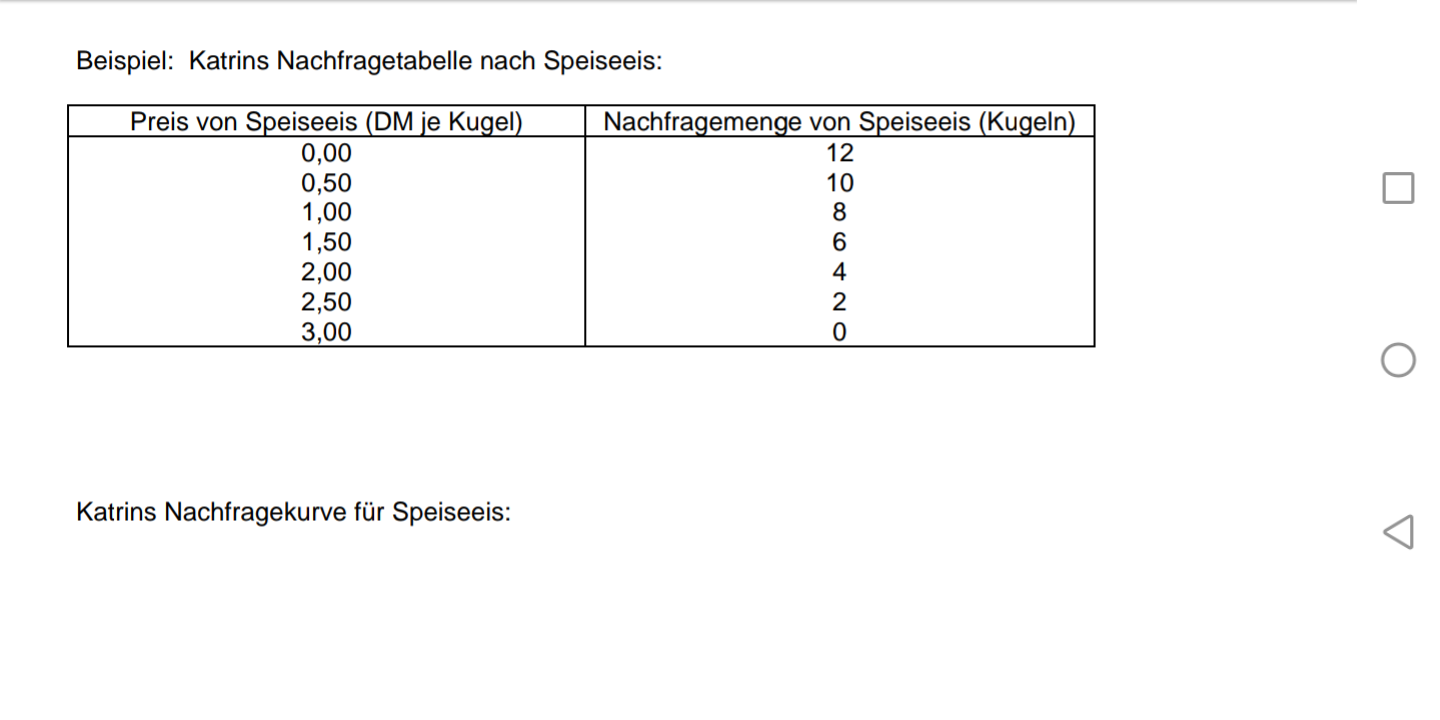 Beispiel: Katrins Nachfragetabelle nach Speiseeis:
Preis von Speiseeis (DM je Kugel) Nachfragemenge von Speiseeis (Kugeln)
0,00 12
0,50 10
1,00 8
1,50 6
2,00 4
2,50 2
3,00 0
Katrins Nachfragekurve für Speiseeis: